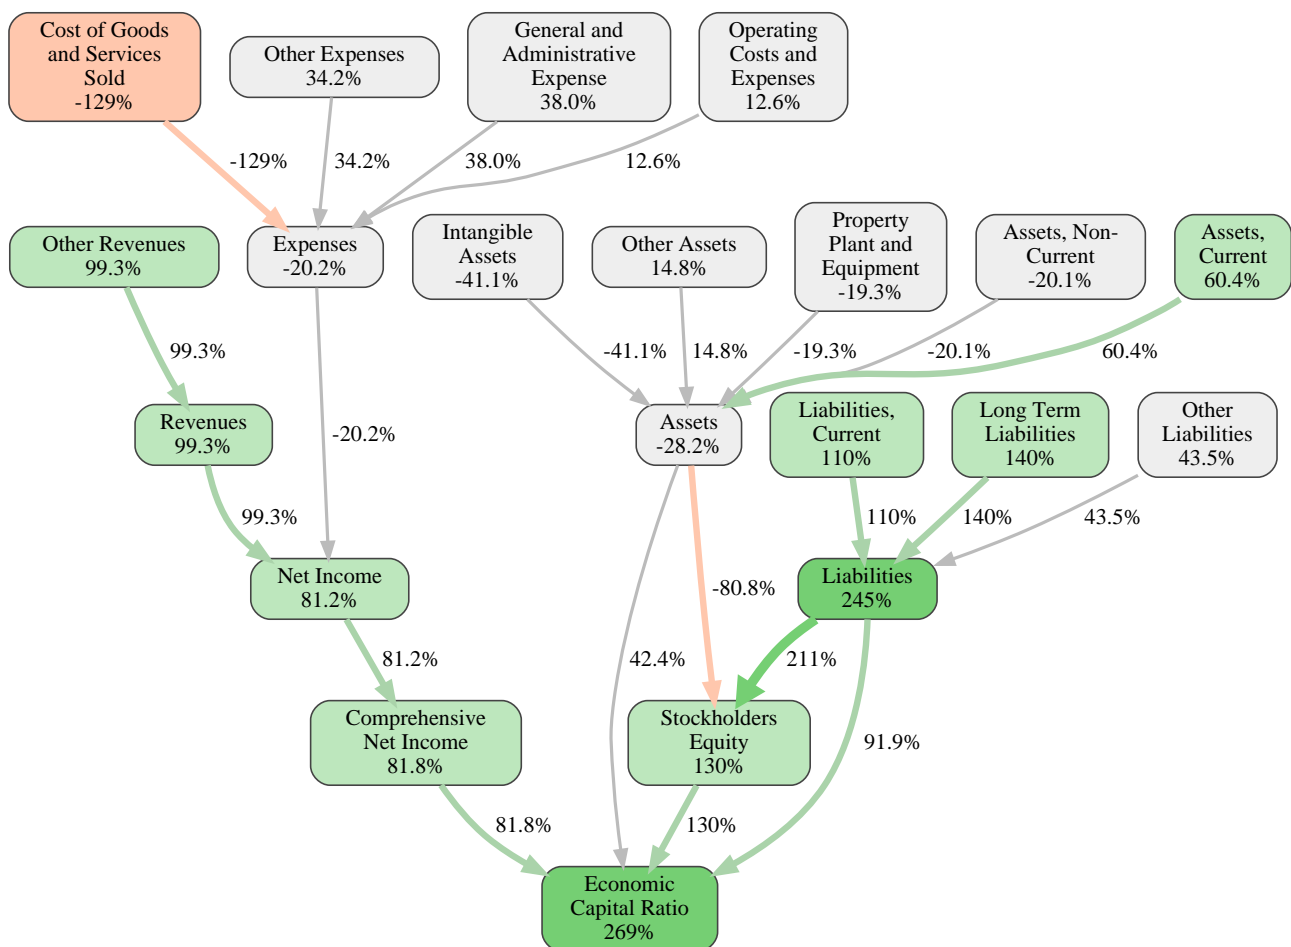 Cost of Goods
and Services
Sold
-129%
Other Expenses
34.2%
General and
Administrative
Expense
38.0%
Operating
Costs and
Expenses
12.6%
-129%
34.2%
38.0%
12.6%
Other Revenues
99.3%
Expenses
-20.2%
Intangible
Assets
-41.1%
Other Assets
14.8%
Property
Plant and
Equipment
-19.3%
Assets, Non-
Current
-20.1%
Assets,
Current
60.4%
99.3%
-20.2%
-41.1%
14.8%
-19.3%
-20.1%
60.4%
Revenues
99.3%
Assets
-28.2%
Liabilities,
Current
110%
Long Term
Liabilities
140%
Other
Liabilities
43.5%
99.3%
-80.8%
110%
140%
43.5%
Net Income
81.2%
Liabilities
245%
81.2%
42.4%
211%
91.9%
Comprehensive
Net Income
81.8%
Stockholders
Equity
130%
81.8%
130%
Economic
Capital Ratio
269%